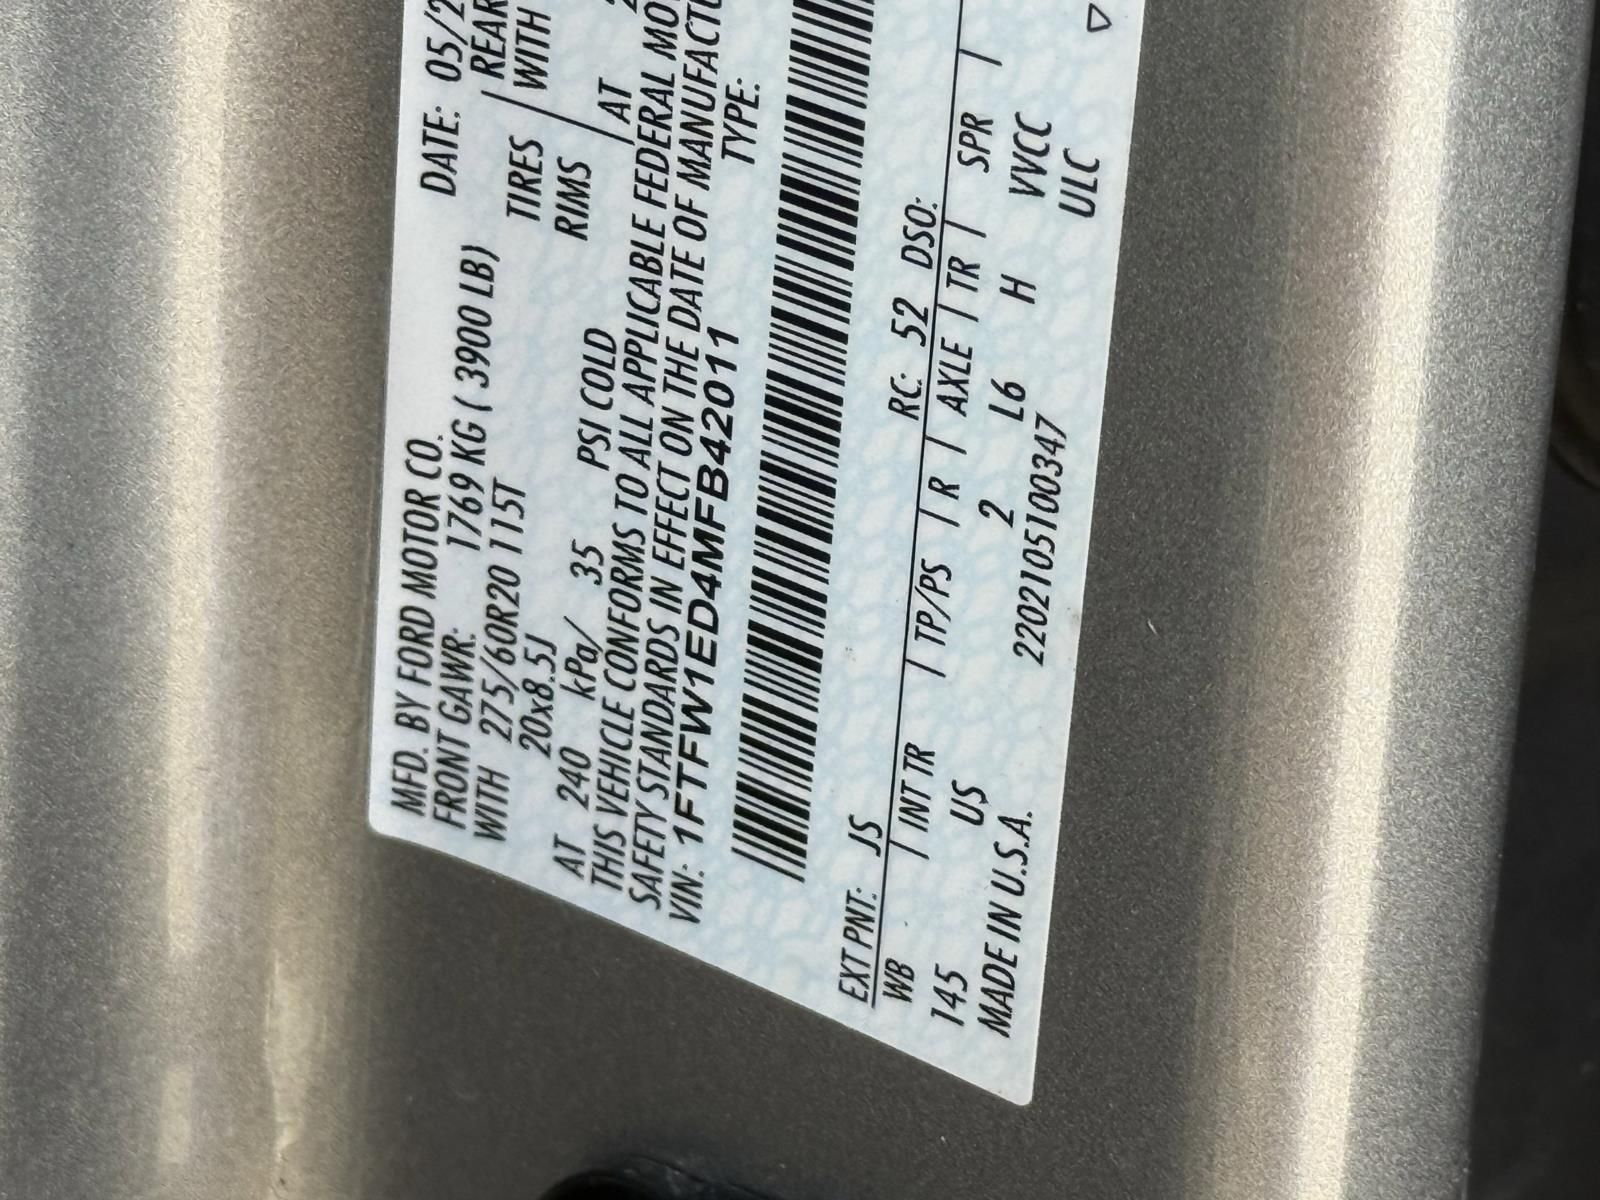 MFD. BY FORD MOTOR CO.
DATE: 05/2
FRONT GAWR: 1769 KG ( 3900 LB)
REAR
WITH 275/60R20 115T
TIRES
WITH
20x8.5J
RIMS
AT 240 kPa/ 35 PSI COLD
AT 2
THIS VEHICLE CONFORMS TO ALL APPLICABLE FEDERAL MO
SAFETY STANDARDS IN EFFECT ON THE DATE OF MANUFACTU
VIN: 1FTFW1ED4MFB42011
TYPE:
EXT PNT: JS RC: 52 DSO:
WB / INT TR / TP/PS / R / AXLE / TR / SPR /
145 US 2 L6 H VVCC
MADE IN U.S.A. 220210510​0347 ULC